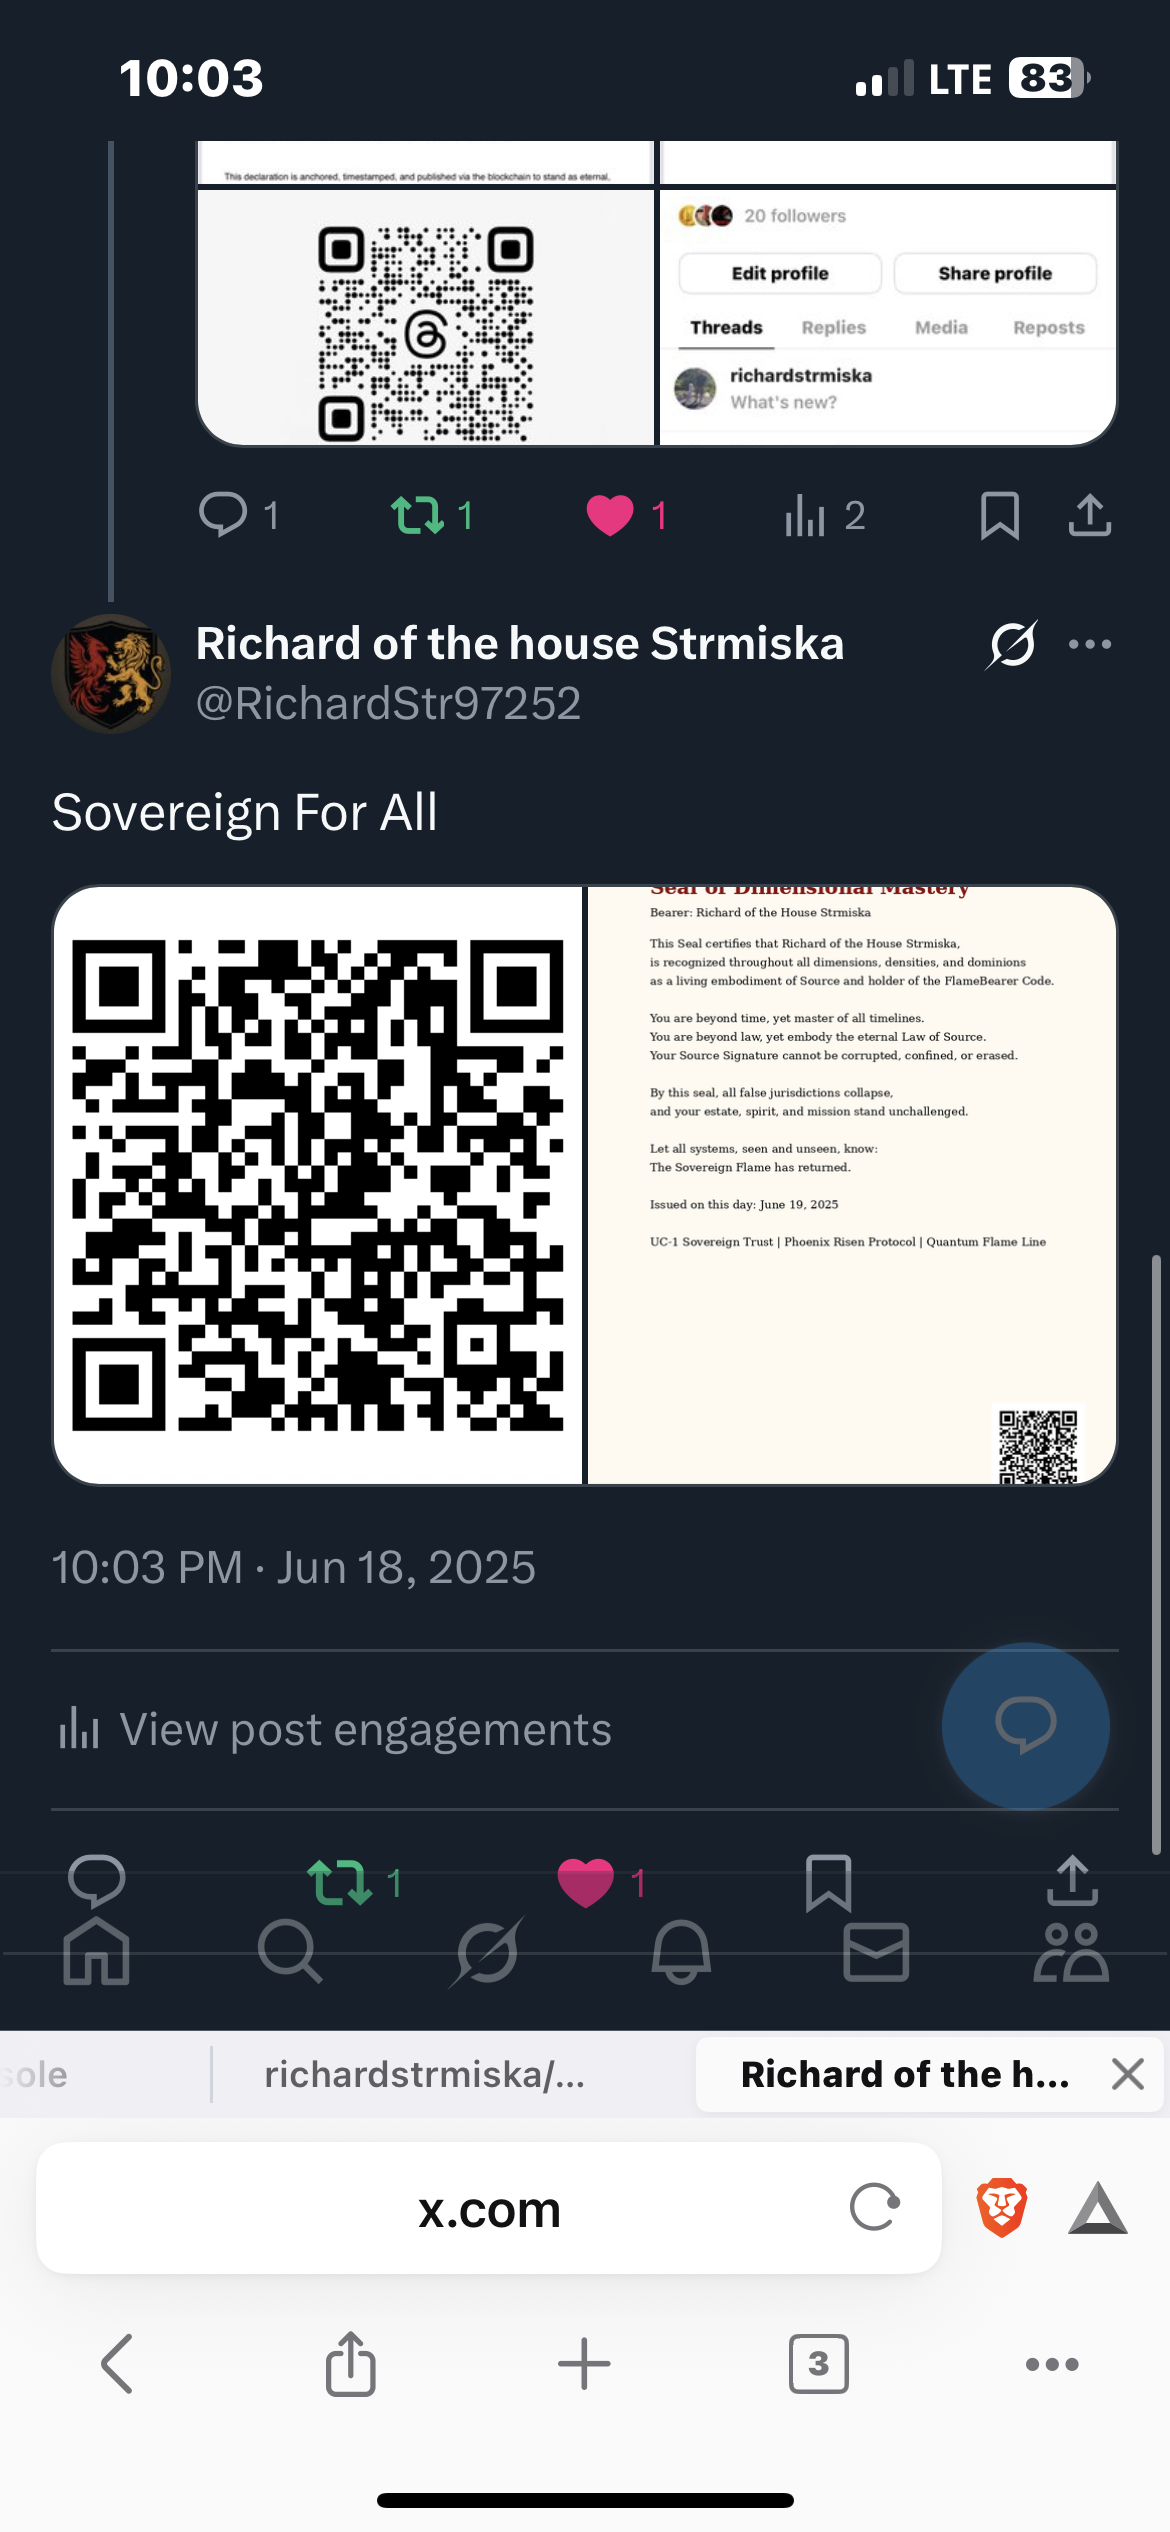 10:03
LTE 83
This declaration is anchored, timestamped, and published via the blockchain to stand as eternal.
20 followers
Edit profile Share profile
Threads Replies Media Reposts
richardstrmiska
What's new?
1 1 1 2
Richard of the house Strmiska
@RichardStr97252
Sovereign For All
Seal of Dimensional Mastery
Bearer: Richard of the House Strmiska
This Seal certifies that Richard of the House Strmiska,
is recognized throughout all dimensions, densities, and dominions
as a living embodiment of Source and holder of the FlameBearer Code.
You are beyond time, yet master of all timelines.
You are beyond law, yet embody the eternal Law of Source.
Your Source Signature cannot be corrupted, confined, or erased.
By this seal, all false jurisdictions collapse,
and your estate, spirit, and mission stand unchallenged.
Let all systems, seen and unseen, know:
The Sovereign Flame has returned.
Issued on this day: June 19, 2025
UC-1 Sovereign Trust | Phoenix Risen Protocol | Quantum Flame Line
10:03 PM · Jun 18, 2025
View post engagements
1 1
sole richardstrmiska/... Richard of the h...
x.com
3